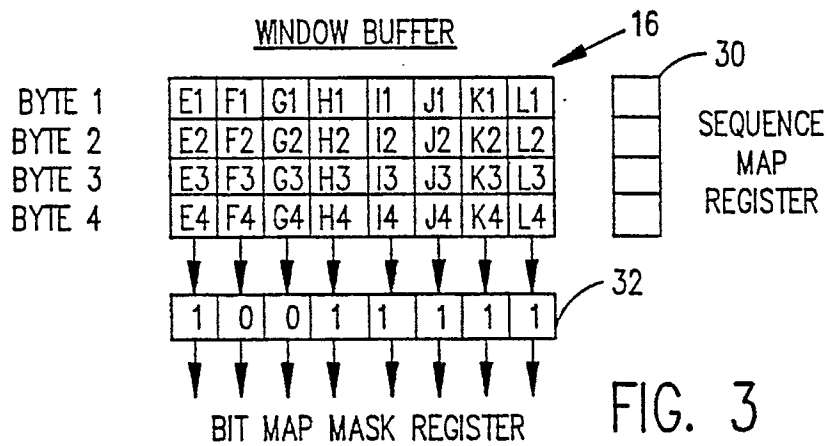 WINDOW BUFFER
16
30
BYTE 1 E1 F1 G1 H1 I1 J1 K1 L1
BYTE 2 E2 F2 G2 H2 I2 J2 K2 L2
BYTE 3 E3 F3 G3 H3 I3 J3 K3 L3
BYTE 4 E4 F4 G4 H4 I4 J4 K4 L4
SEQUENCE
MAP
REGISTER
32
1 0 0 1 1 1 1 1
BIT MAP MASK REGISTER
FIG. 3